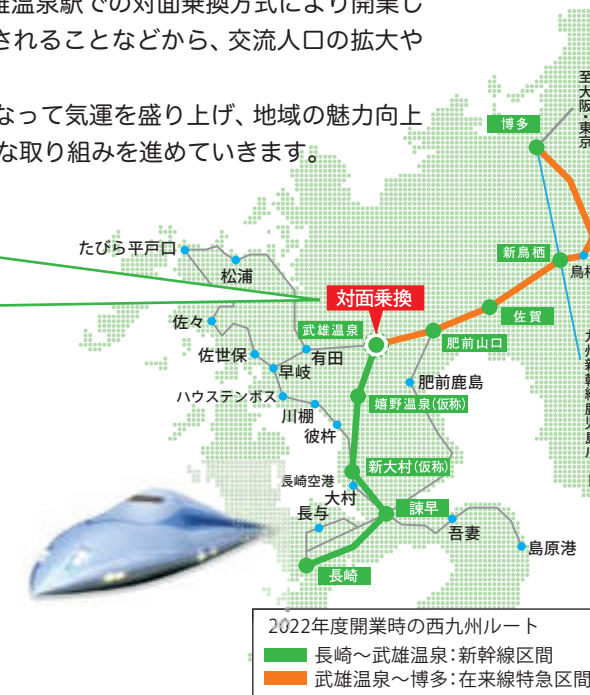 雄温泉駅での対面乗換方式により開業し
されることなどから、交流人口の拡大や
なって気運を盛り上げ、地域の魅力向上
な取り組みを進めていきます。
至大阪・東京
博多
新鳥栖
たびら平戸口
松浦
対面乗換
佐々
武雄温泉
佐賀
肥前山口
佐世保
有田
早岐
肥前鹿島
ハウステンボス
嬉野温泉(仮称)
川棚
彼杵
新大村(仮称)
長崎空港
大村
諫早
長与
吾妻
島原港
長崎
2022年度開業時の西九州ルート
長崎～武雄温泉:新幹線区間
武雄温泉～博多:在来線特急区間